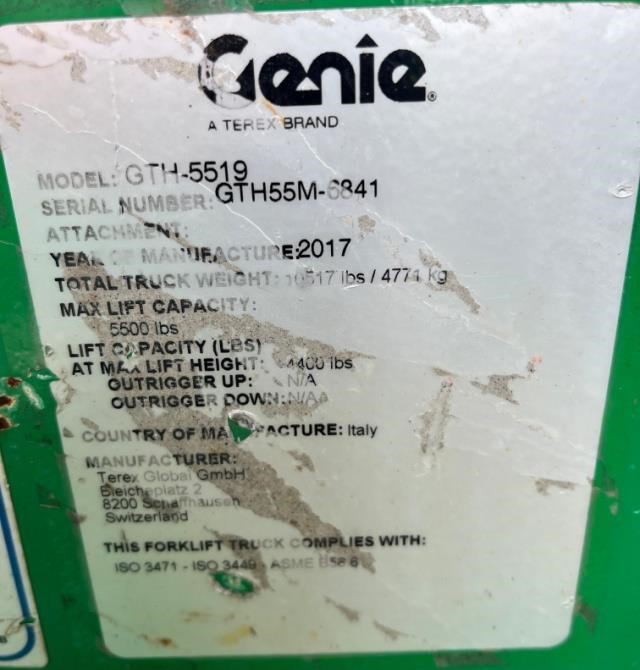 Genie®
A TEREX BRAND
MODEL: GTH-5519
SERIAL NUMBER: GTH55M-6841
ATTACHMENT:
YEAR OF MANUFACTURE: 2017
TOTAL TRUCK WEIGHT: 10517 lbs / 4771 kg
MAX LIFT CAPACITY:
5500 lbs
LIFT CAPACITY (LBS)
AT MAX LIFT HEIGHT: 4400 lbs
OUTRIGGER UP: N/A
OUTRIGGER DOWN: N/A
COUNTRY OF MANUFACTURE: Italy
MANUFACTURER:
Terex Global GmbH
Bleicheplatz 2
8200 Schaffhausen
Switzerland
THIS FORKLIFT TRUCK COMPLIES WITH:
ISO 3471 - ISO 3449 - ASME B56.6